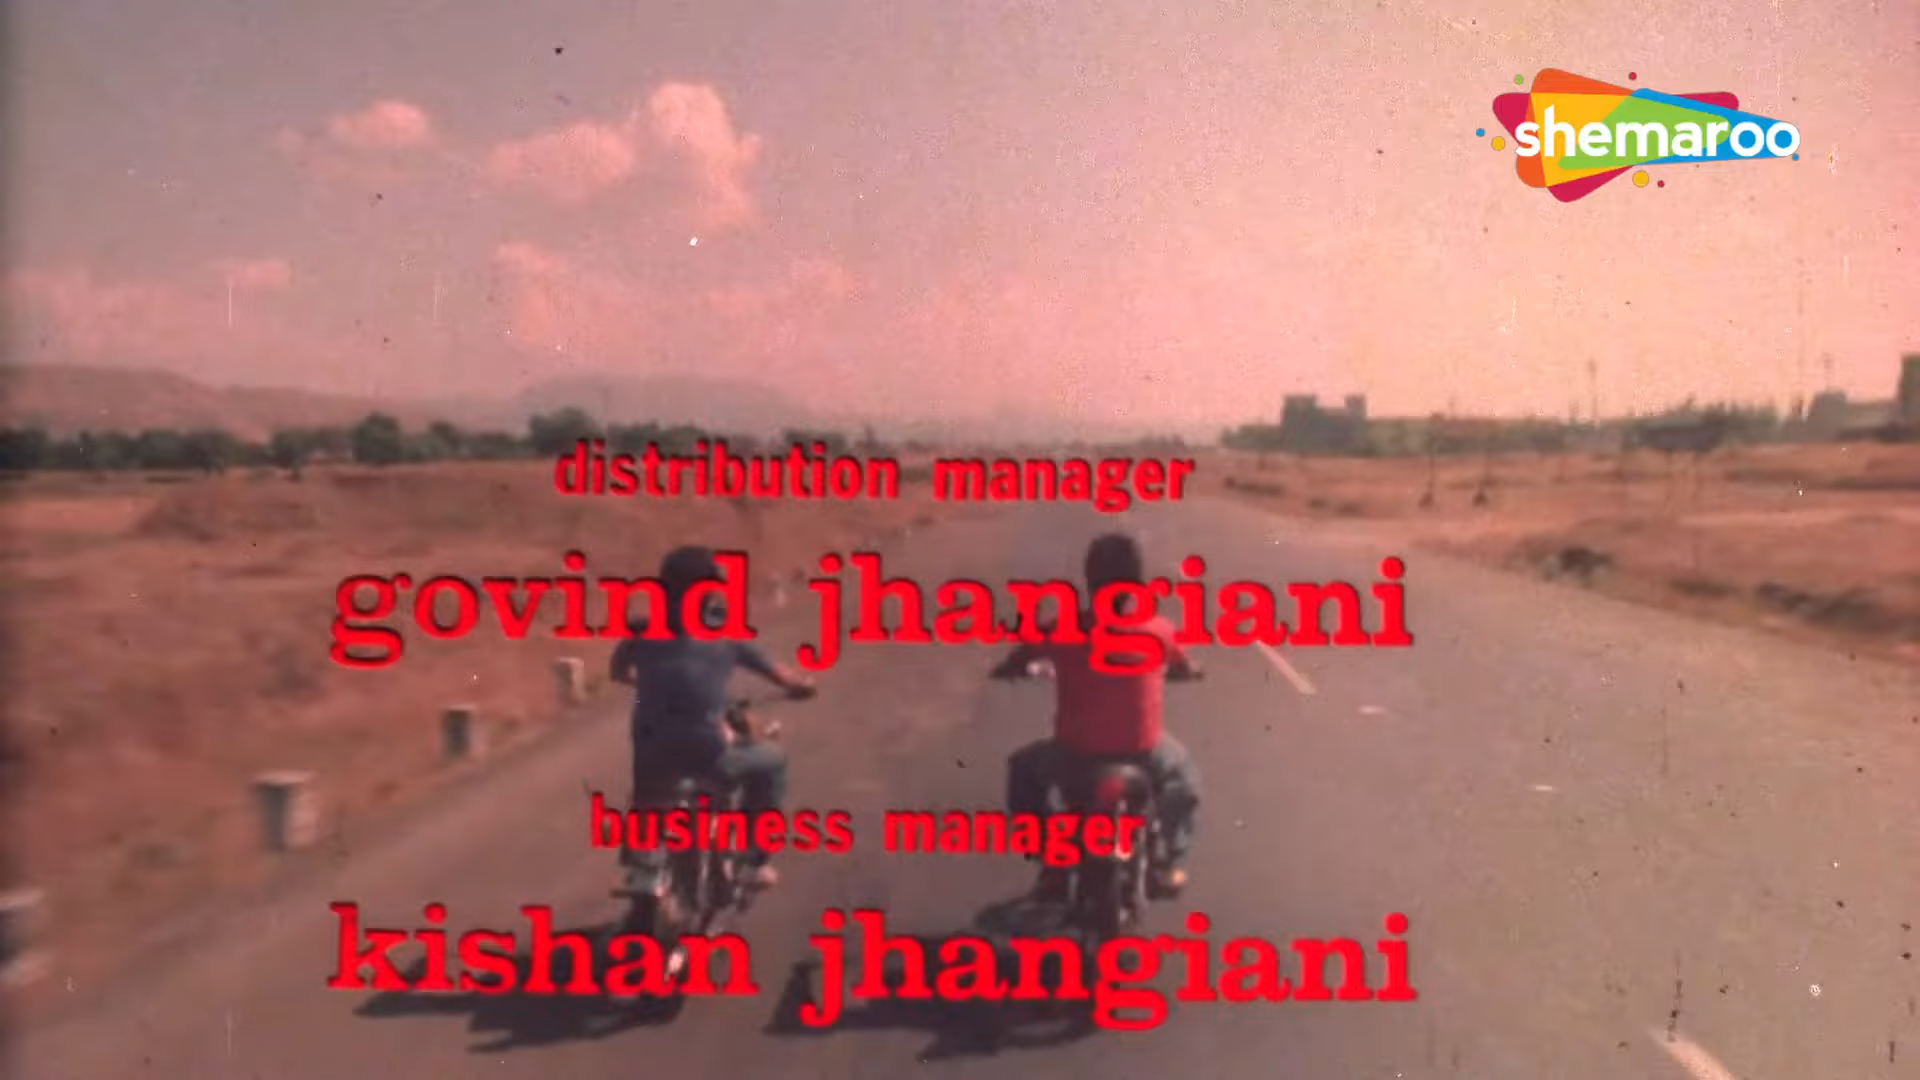 shemaroo
distribution manager
govind jhangiani
business manager
kishan jhangiani